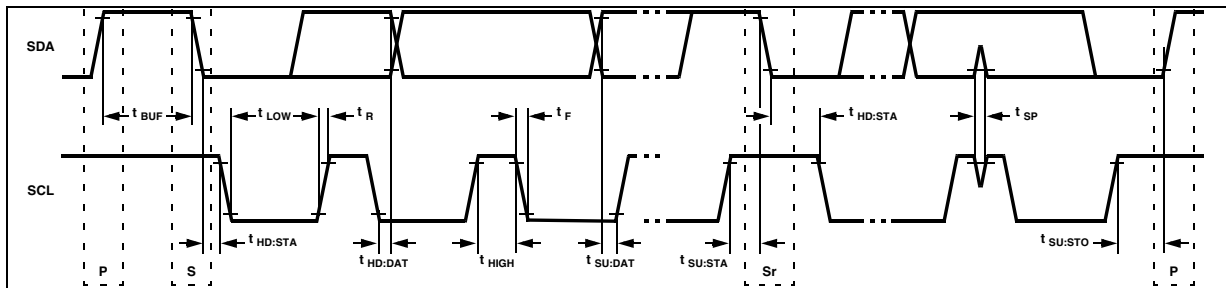 SDA
t BUF
t LOW
t R
t F
t HD:STA
t SP
SCL
t HD:STA
t HD:DAT
t HIGH
t SU:DAT
t SU:STA
t SU:STO
P
S
Sr
P